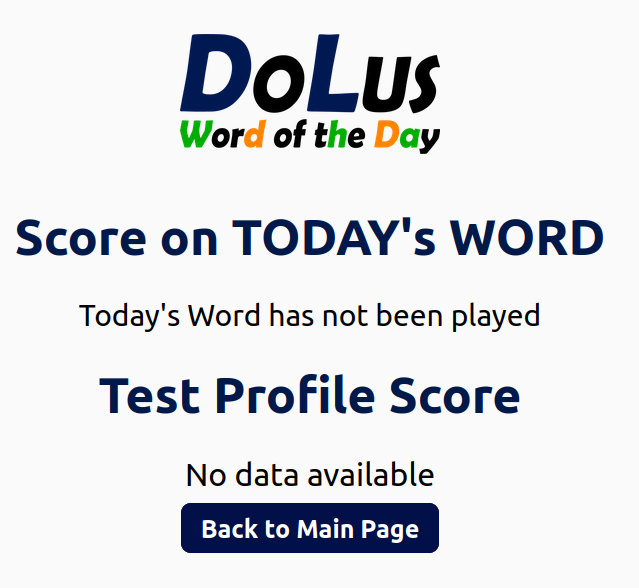 DoLus
Word of the Day
Score on TODAY's WORD
Today's Word has not been played
Test Profile Score
No data available
Back to Main Page